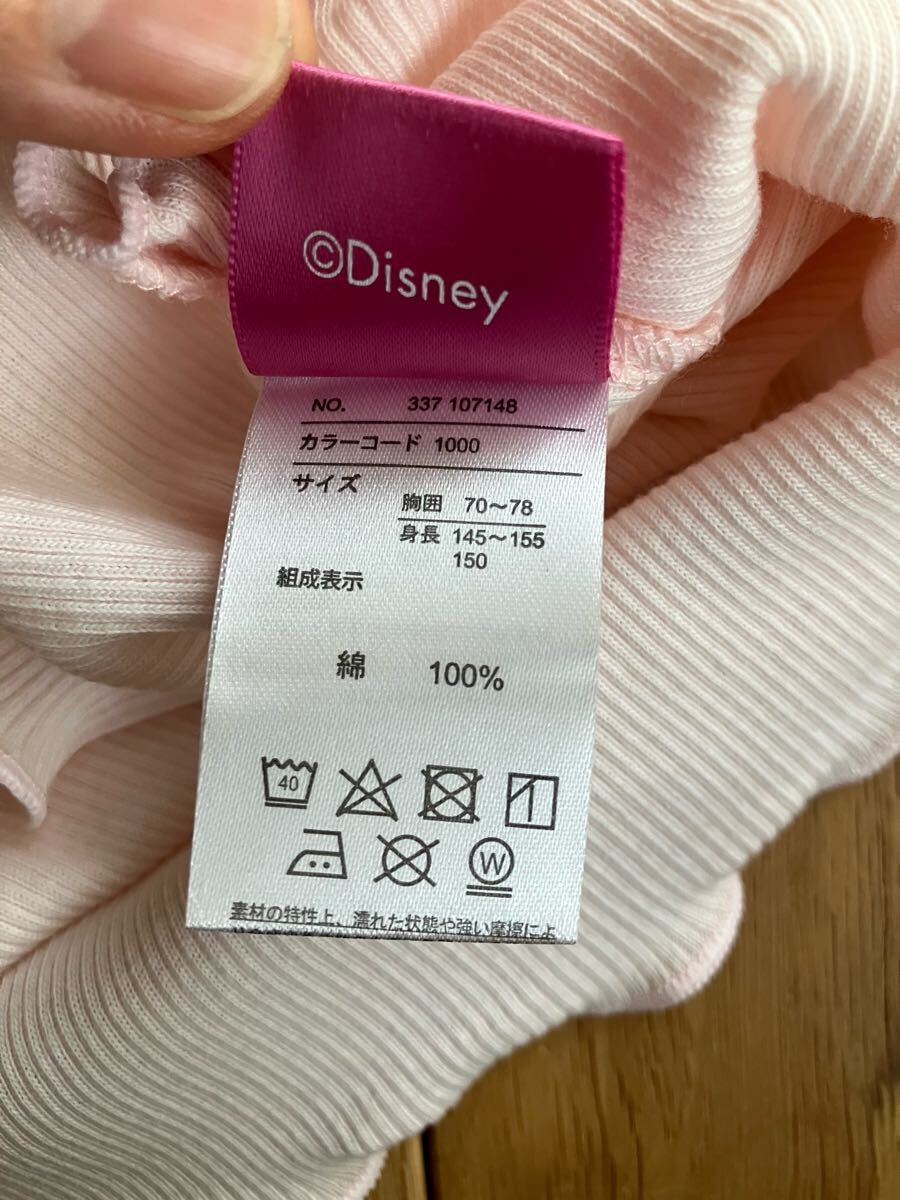 ©Disney
NO. 337 107148
カラーコード 1000
サイズ
胸囲 70〜78
身長 145〜155
150
組成表示
綿 100%
40
W
素材の特性上、濡れた状態や強い摩擦によ